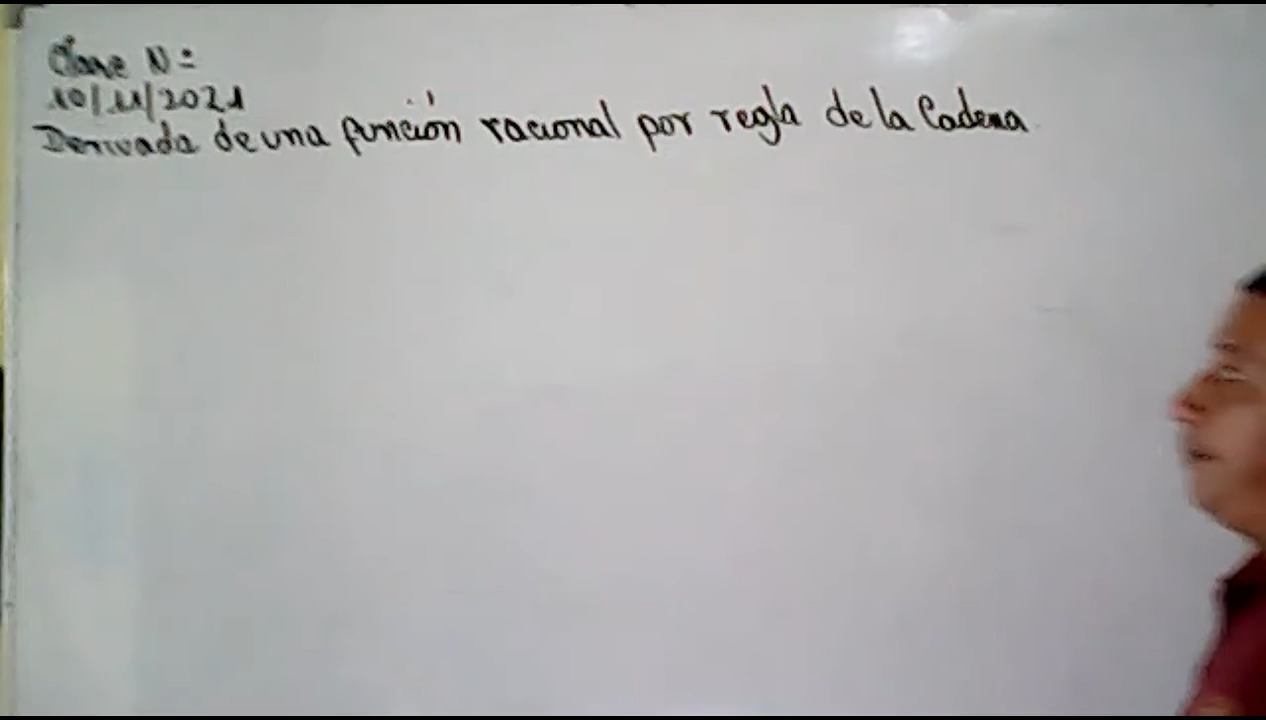 Clase N=
10/11/2021
Derivada de una función racional por regla de la Cadena